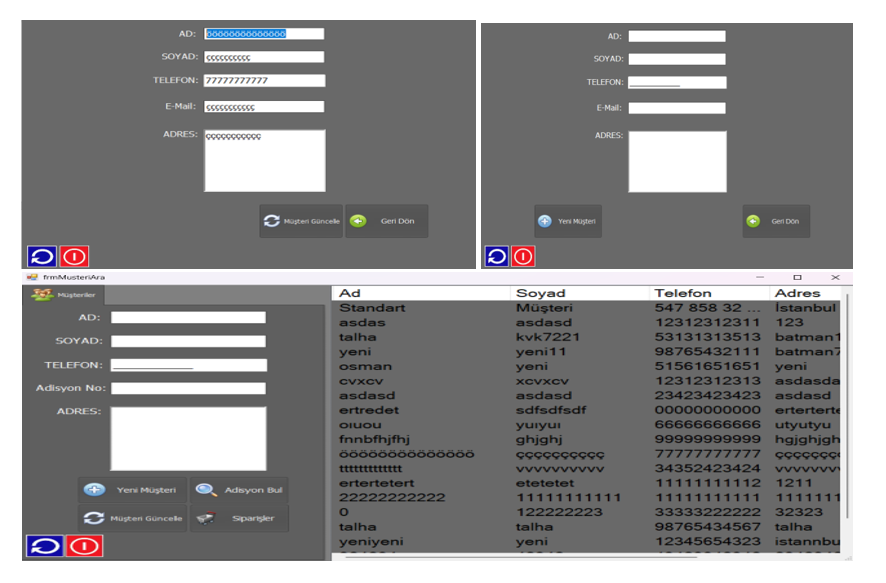 AD: öööööööööööööö
SOYAD: çççççççççç
TELEFON: 77777777777
E-Mail: ççççççççççç
ADRES: ççççççççççç
Müşteri Güncelle
Geri Dön
AD:
SOYAD:
TELEFON:
E-Mail:
ADRES:
Yeni Müşteri
Geri Dön
frmMusteriAra
Müşteriler
AD:
SOYAD:
TELEFON:
Adisyon No:
ADRES:
Yeni Müşteri
Adisyon Bul
Müşteri Güncelle
Siparişler
Ad Soyad Telefon Adres
Standart Müşteri 547 858 32 ... İstanbul
asdas asdasd 12312312311 123
talha kvk7221 53131313513 batman1
yeni yeni11 98765432111 batman7
osman yeni 51561651651 yeni
cvxcv xcvxcv 12312312313 asdasda
asdasd asdasd 23423423423 asdasd
ertredet sdfsdfsdf 00000000000 erterterte
oıuou yuıyuı 66666666666 utyutyu
fnnbfhjfhj ghjghj 99999999999 hgjghjgh
öööööööööööööö çççççççççç 77777777777 ççççççç
ttttttttttttt vvvvvvvvvv 34352423424 vvvvvvv
ertertetert etetetet 11111111112 1211
22222222222 11111111111 11111111111 1111111
0 122222223 33333222222 32323
talha talha 98765434567 talha
yeniyeni yeni 12345654323 istannbu